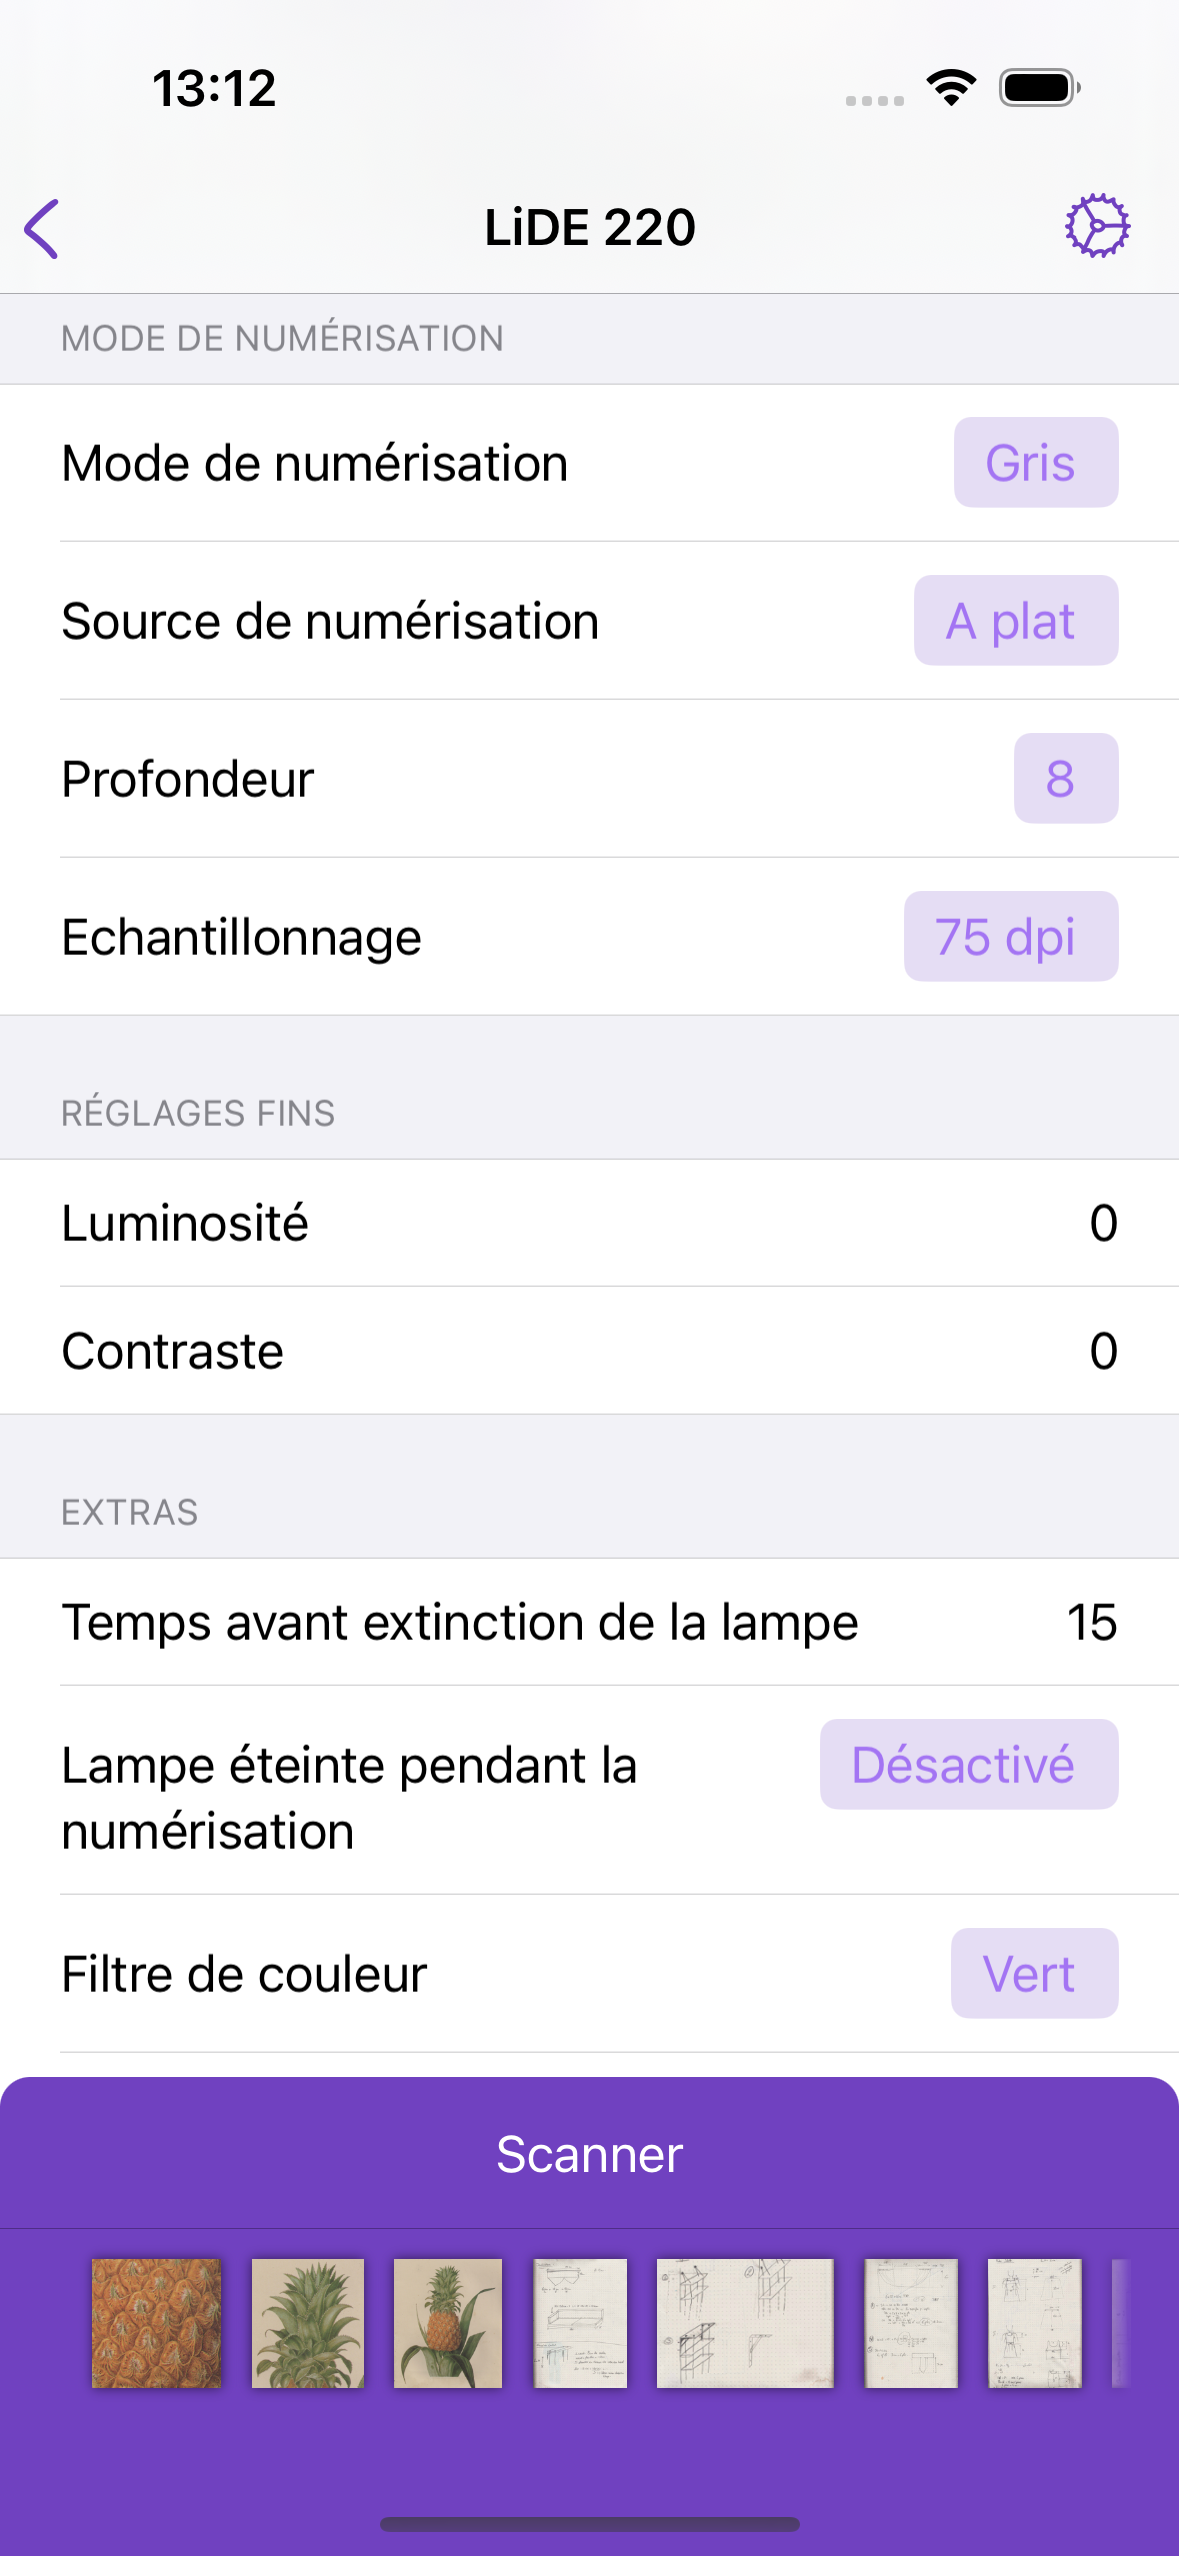 13:12
LiDE 220
MODE DE NUMÉRISATION
Mode de numérisation Gris
Source de numérisation A plat
Profondeur 8
Echantillonnage 75 dpi
RÉGLAGES FINS
Luminosité 0
Contraste 0
EXTRAS
Temps avant extinction de la lampe 15
Lampe éteinte pendant la
numérisation Désactivé
Filtre de couleur Vert
Scanner